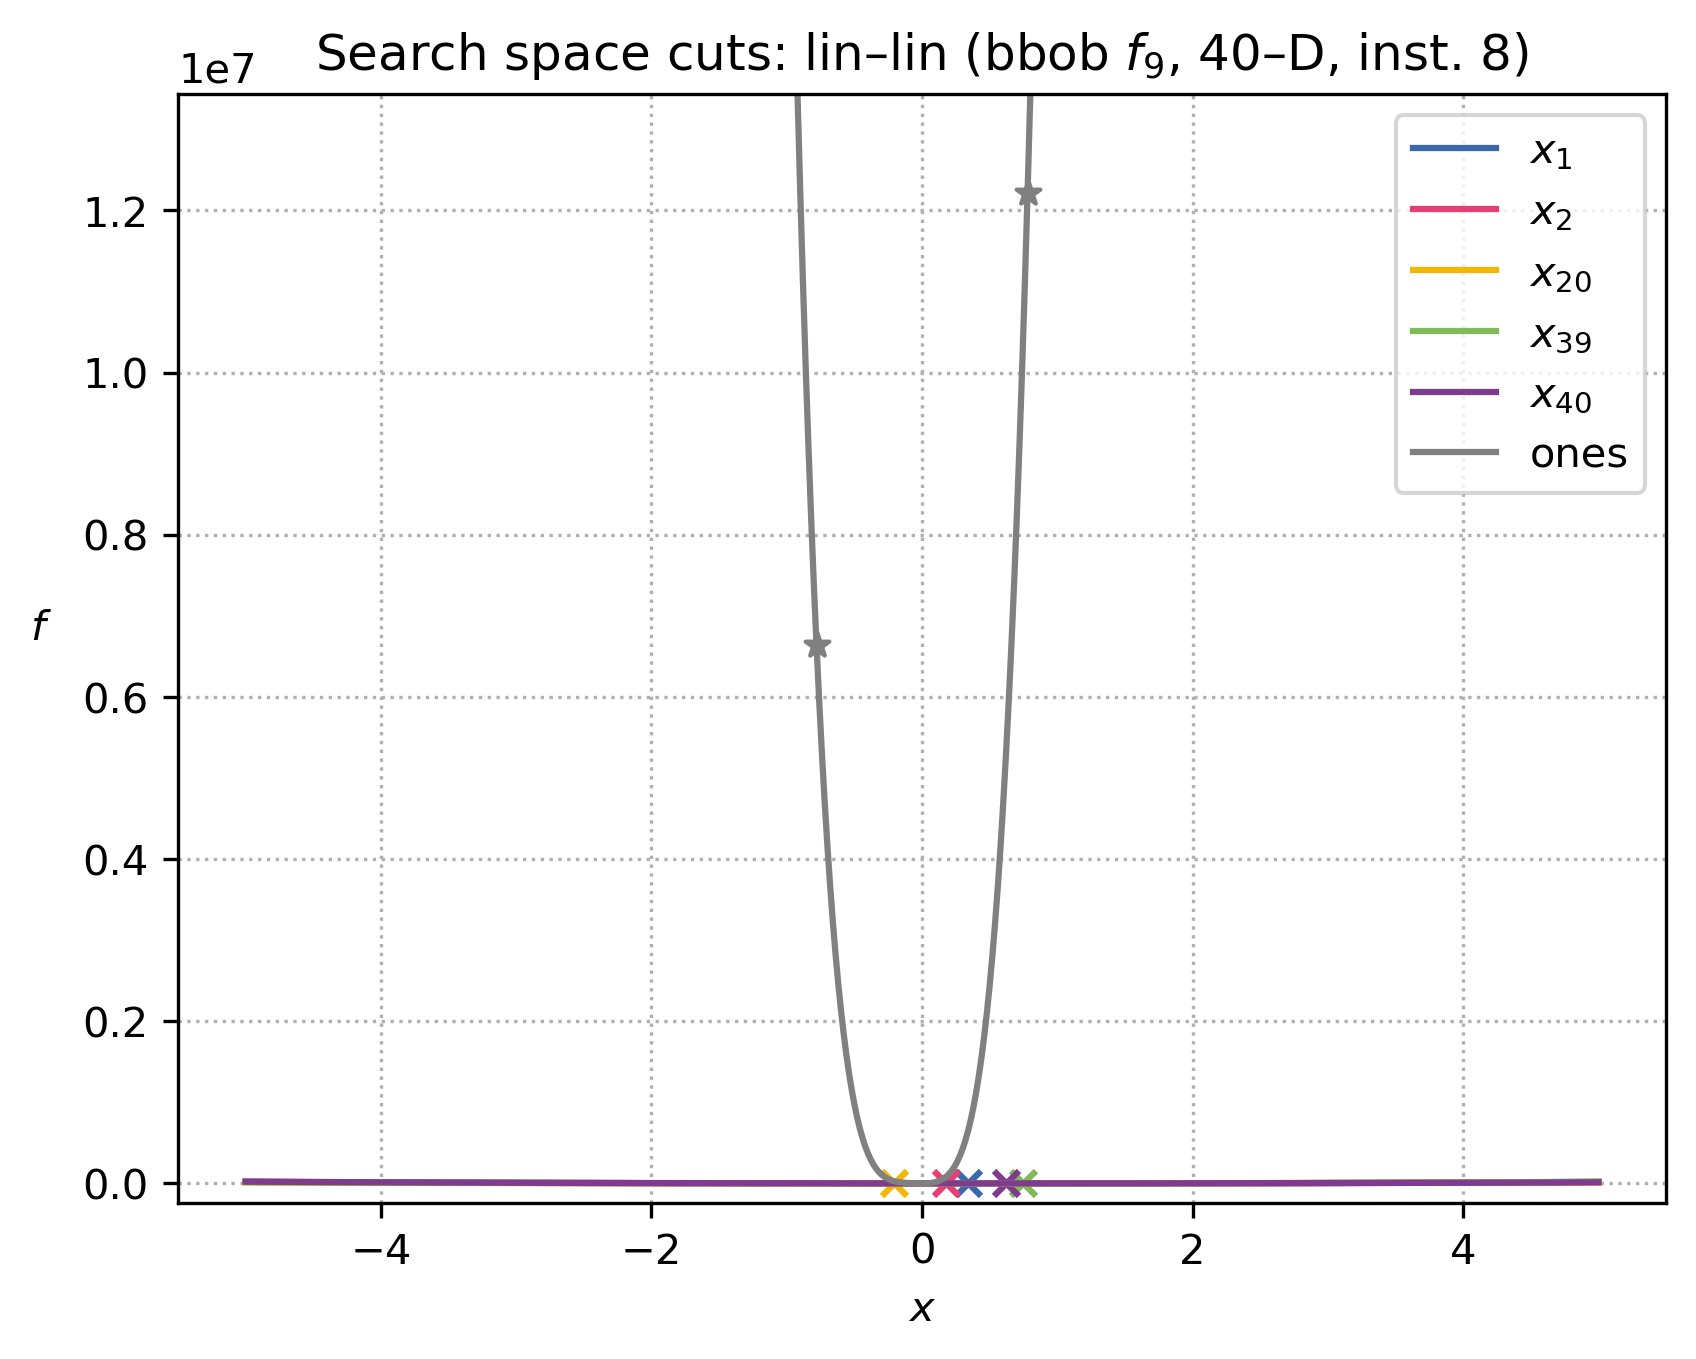 Search space cuts: lin–lin (bbob f₉, 40–D, inst. 8)
1e7
x₁
x₂
x₂₀
x₃₉
x₄₀
ones
1.2
1.0
0.8
0.6
0.4
0.2
0.0
f
−4
−2
0
2
4
x